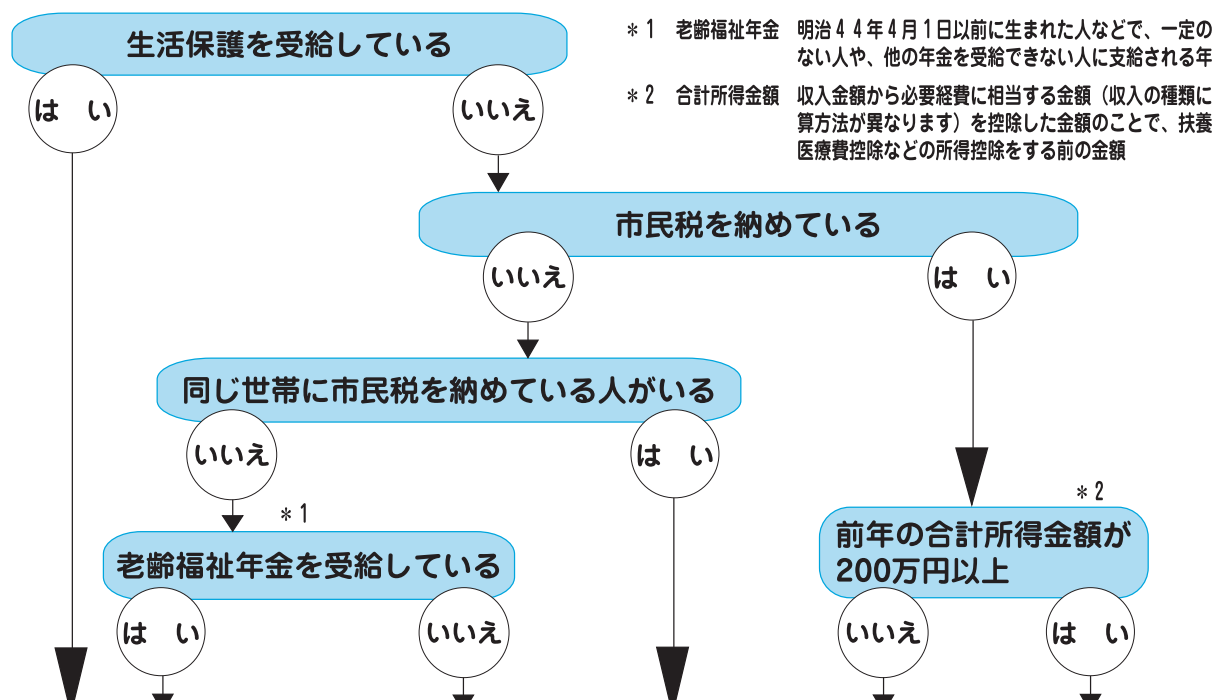 生活保護を受給している
はい
いいえ
＊1　老齢福祉年金　明治４４年４月１日以前に生まれた人などで、一定の
ない人や、他の年金を受給できない人に支給される年
＊2　合計所得金額　収入金額から必要経費に相当する金額（収入の種類に
算方法が異なります）を控除した金額のことで、扶養
医療費控除などの所得控除をする前の金額
市民税を納めている
いいえ
はい
同じ世帯に市民税を納めている人がいる
いいえ
はい
＊1
老齢福祉年金を受給している
はい
いいえ
＊2
前年の合計所得金額が
200万円以上
いいえ
はい